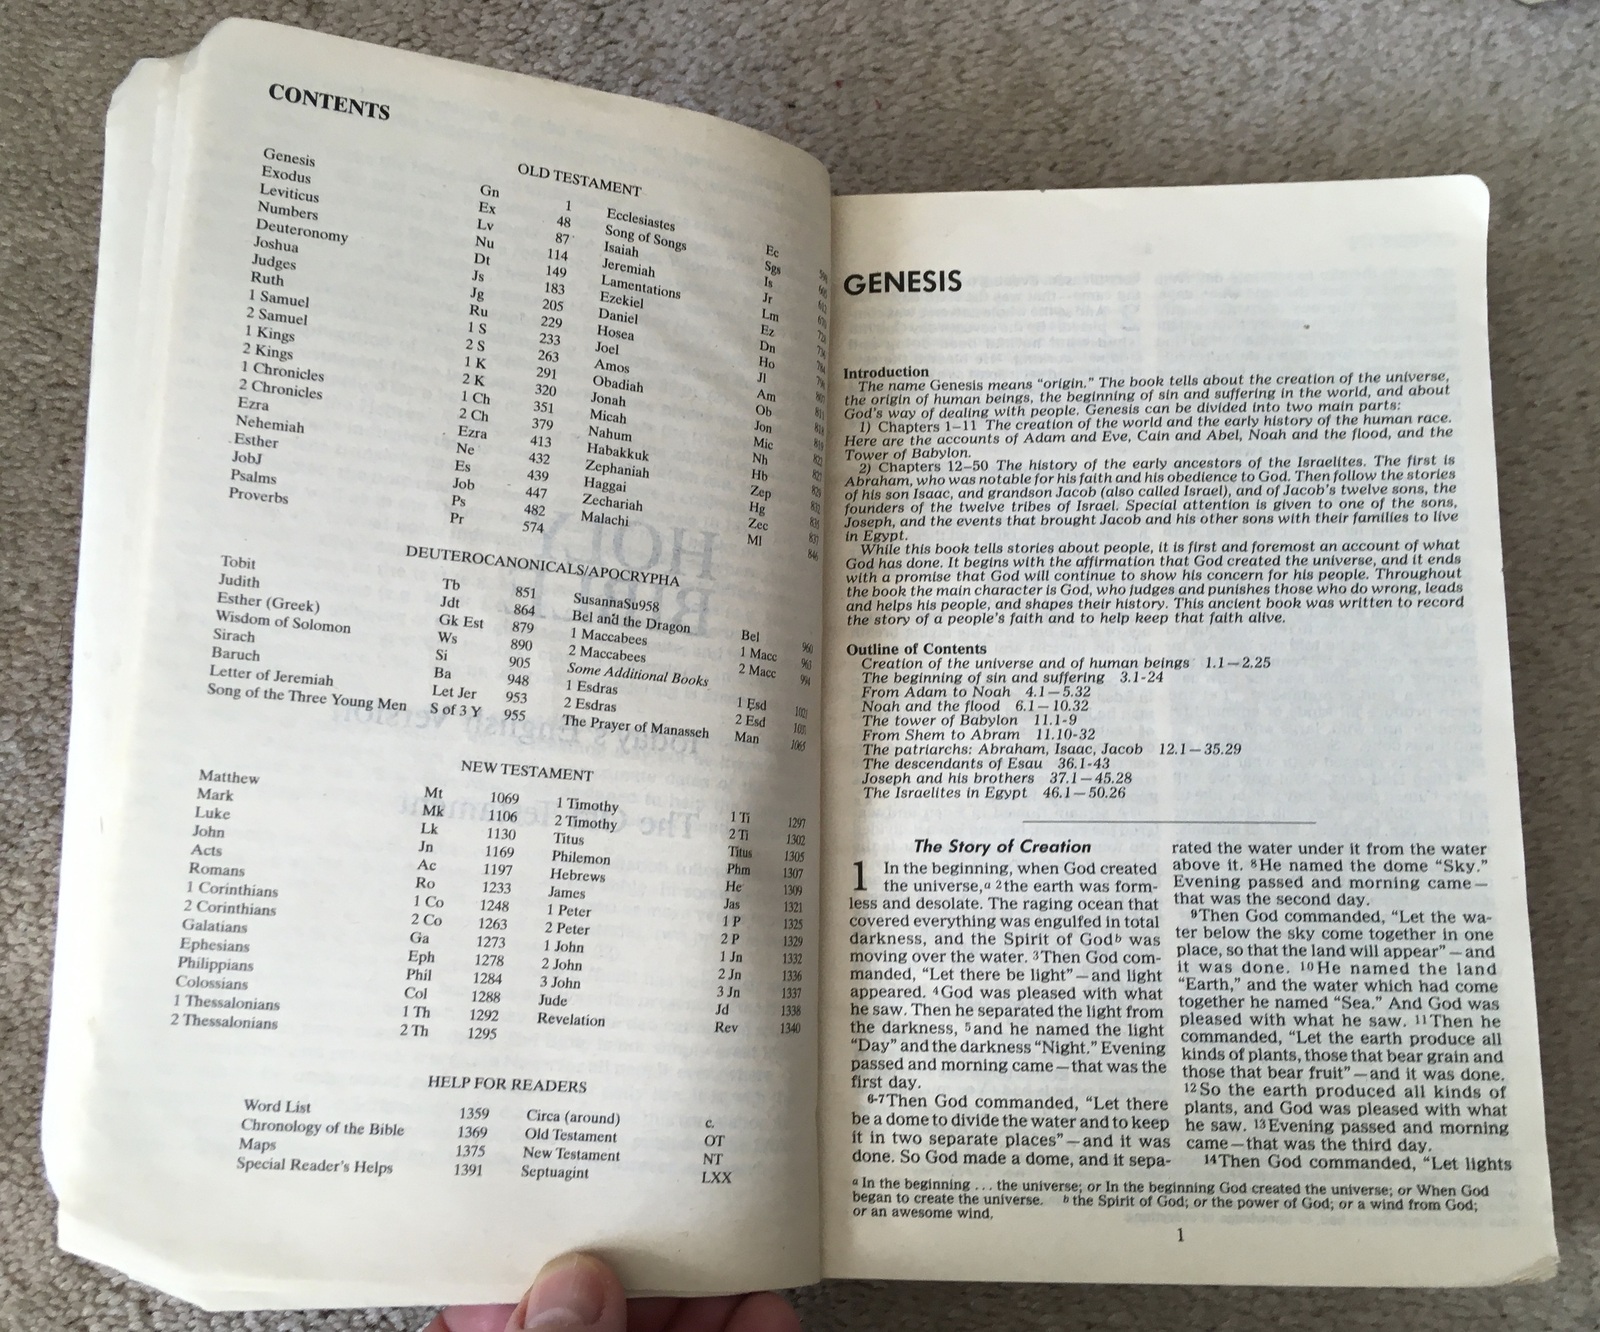 CONTENTS
OLD TESTAMENT
Genesis Gn 1 Ecclesiastes Ec
Exodus Ex 48 Song of Songs Sgs
Leviticus Lv 87 Isaiah Is
Numbers Nu 114 Jeremiah Jr
Deuteronomy Dt 149 Lamentations Lm
Joshua Js 183 Ezekiel Ez
Judges Jg 205 Daniel Dn
Ruth Ru 229 Hosea Ho
1 Samuel 1 S 233 Joel Jl
2 Samuel 2 S 263 Amos Am
1 Kings 1 K 291 Obadiah Ob
2 Kings 2 K 320 Jonah Jon
1 Chronicles 1 Ch 351 Micah Mic
2 Chronicles 2 Ch 379 Nahum Nh
Ezra Ezra 413 Habakkuk Hb
Nehemiah Ne 432 Zephaniah Zep
Esther Es 439 Haggai Hg
JobJ Job 447 Zechariah Zec
Psalms Ps 482 Malachi Ml 846
Proverbs Pr 574
DEUTEROCANONICALS/APOCRYPHA
Tobit Tb 851 SusannaSu958
Judith Jdt 864 Bel and the Dragon Bel 960
Esther (Greek) Gk Est 879 1 Maccabees 1 Macc 963
Wisdom of Solomon Ws 890 2 Maccabees 2 Macc 994
Sirach Si 905 Some Additional Books
Baruch Ba 948 1 Esdras 1 Esd 1021
Letter of Jeremiah Let Jer 953 2 Esdras 2 Esd
Song of the Three Young Men S of 3 Y 955 The Prayer of Manasseh Man 1065
NEW TESTAMENT
Matthew Mt 1069 1 Timothy 1 Ti 1297
Mark Mk 1106 2 Timothy 2 Ti 1302
Luke Lk 1130 Titus Titus 1305
John Jn 1169 Philemon Phm 1307
Acts Ac 1197 Hebrews He 1309
Romans Ro 1233 James Jas 1321
1 Corinthians 1 Co 1248 1 Peter 1 P 1325
2 Corinthians 2 Co 1263 2 Peter 2 P 1329
Galatians Ga 1273 1 John 1 Jn 1332
Ephesians Eph 1278 2 John 2 Jn 1336
Philippians Phil 1284 3 John 3 Jn 1337
Colossians Col 1288 Jude Jd 1338
1 Thessalonians 1 Th 1292 Revelation Rev 1340
2 Thessalonians 2 Th 1295
HELP FOR READERS
Word List 1359 Circa (around) c.
Chronology of the Bible 1369 Old Testament OT
Maps 1375 New Testament NT
Special Reader's Helps 1391 Septuagint LXX
GENESIS
Introduction
The name Genesis means “origin.” The book tells about the creation of the universe,
the origin of human beings, the beginning of sin and suffering in the world, and about
God's way of dealing with people. Genesis can be divided into two main parts:
1) Chapters 1–11 The creation of the world and the early history of the human race.
Here are the accounts of Adam and Eve, Cain and Abel, Noah and the flood, and the
Tower of Babylon.
2) Chapters 12–50 The history of the early ancestors of the Israelites. The first is
Abraham, who was notable for his faith and his obedience to God. Then follow the stories
of his son Isaac, and grandson Jacob (also called Israel), and of Jacob's twelve sons, the
founders of the twelve tribes of Israel. Special attention is given to one of the sons,
Joseph, and the events that brought Jacob and his other sons with their families to live
in Egypt.
While this book tells stories about people, it is first and foremost an account of what
God has done. It begins with the affirmation that God created the universe, and it ends
with a promise that God will continue to show his concern for his people. Throughout
the book the main character is God, who judges and punishes those who do wrong, leads
and helps his people, and shapes their history. This ancient book was written to record
the story of a people's faith and to help keep that faith alive.
Outline of Contents
Creation of the universe and of human beings 1.1—2.25
The beginning of sin and suffering 3.1-24
From Adam to Noah 4.1—5.32
Noah and the flood 6.1—10.32
The tower of Babylon 11.1-9
From Shem to Abram 11.10-32
The patriarchs: Abraham, Isaac, Jacob 12.1—35.29
The descendants of Esau 36.1-43
Joseph and his brothers 37.1—45.28
The Israelites in Egypt 46.1—50.26
The Story of Creation
1 In the beginning, when God created
the universe,a 2the earth was form-
less and desolate. The raging ocean that
covered everything was engulfed in total
darkness, and the Spirit of Godb was
moving over the water. 3Then God com-
manded, “Let there be light”—and light
appeared. 4God was pleased with what
he saw. Then he separated the light from
the darkness, 5and he named the light
“Day” and the darkness “Night.” Evening
passed and morning came—that was the
first day.
6-7Then God commanded, “Let there
be a dome to divide the water and to keep
it in two separate places”—and it was
done. So God made a dome, and it sepa-
rated the water under it from the water
above it. 8He named the dome “Sky.”
Evening passed and morning came—
that was the second day.
9Then God commanded, “Let the wa-
ter below the sky come together in one
place, so that the land will appear”—and
it was done. 10He named the land
“Earth,” and the water which had come
together he named “Sea.” And God was
pleased with what he saw. 11Then he
commanded, “Let the earth produce all
kinds of plants, those that bear grain and
those that bear fruit”—and it was done.
12So the earth produced all kinds of
plants, and God was pleased with what
he saw. 13Evening passed and morning
came—that was the third day.
14Then God commanded, “Let lights
a In the beginning . . . the universe; or In the beginning God created the universe; or When God
began to create the universe. b the Spirit of God; or the power of God; or a wind from God;
or an awesome wind.
1